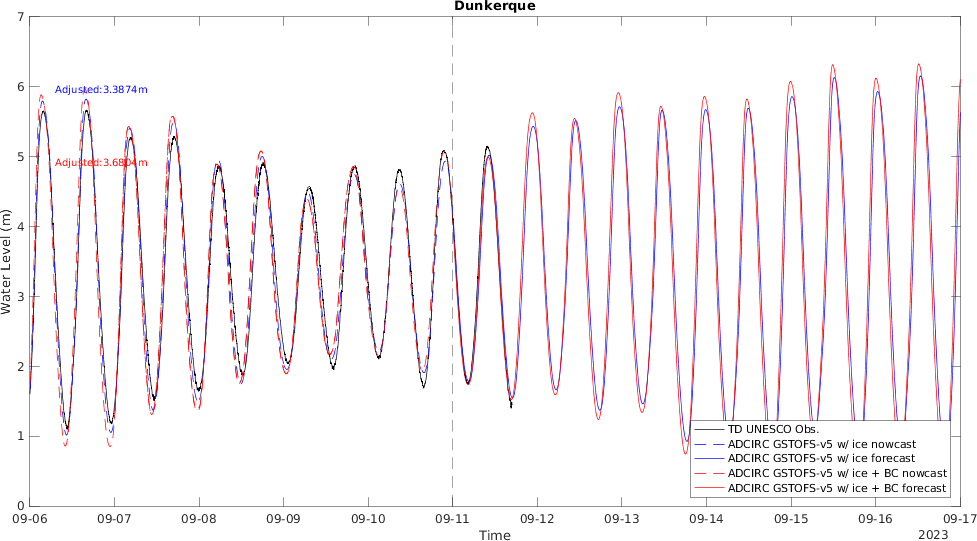 Dunkerque
7
6
5
4
3
2
1
0
Water Level (m)
Adjusted:3.3874m
Adjusted:3.6804m
TD UNESCO Obs.
ADCIRC GSTOFS-v5 w/ ice nowcast
ADCIRC GSTOFS-v5 w/ ice forecast
ADCIRC GSTOFS-v5 w/ ice + BC nowcast
ADCIRC GSTOFS-v5 w/ ice + BC forecast
09-06 09-07 09-08 09-09 09-10 09-11 09-12 09-13 09-14 09-15 09-16 09-17
Time
2023